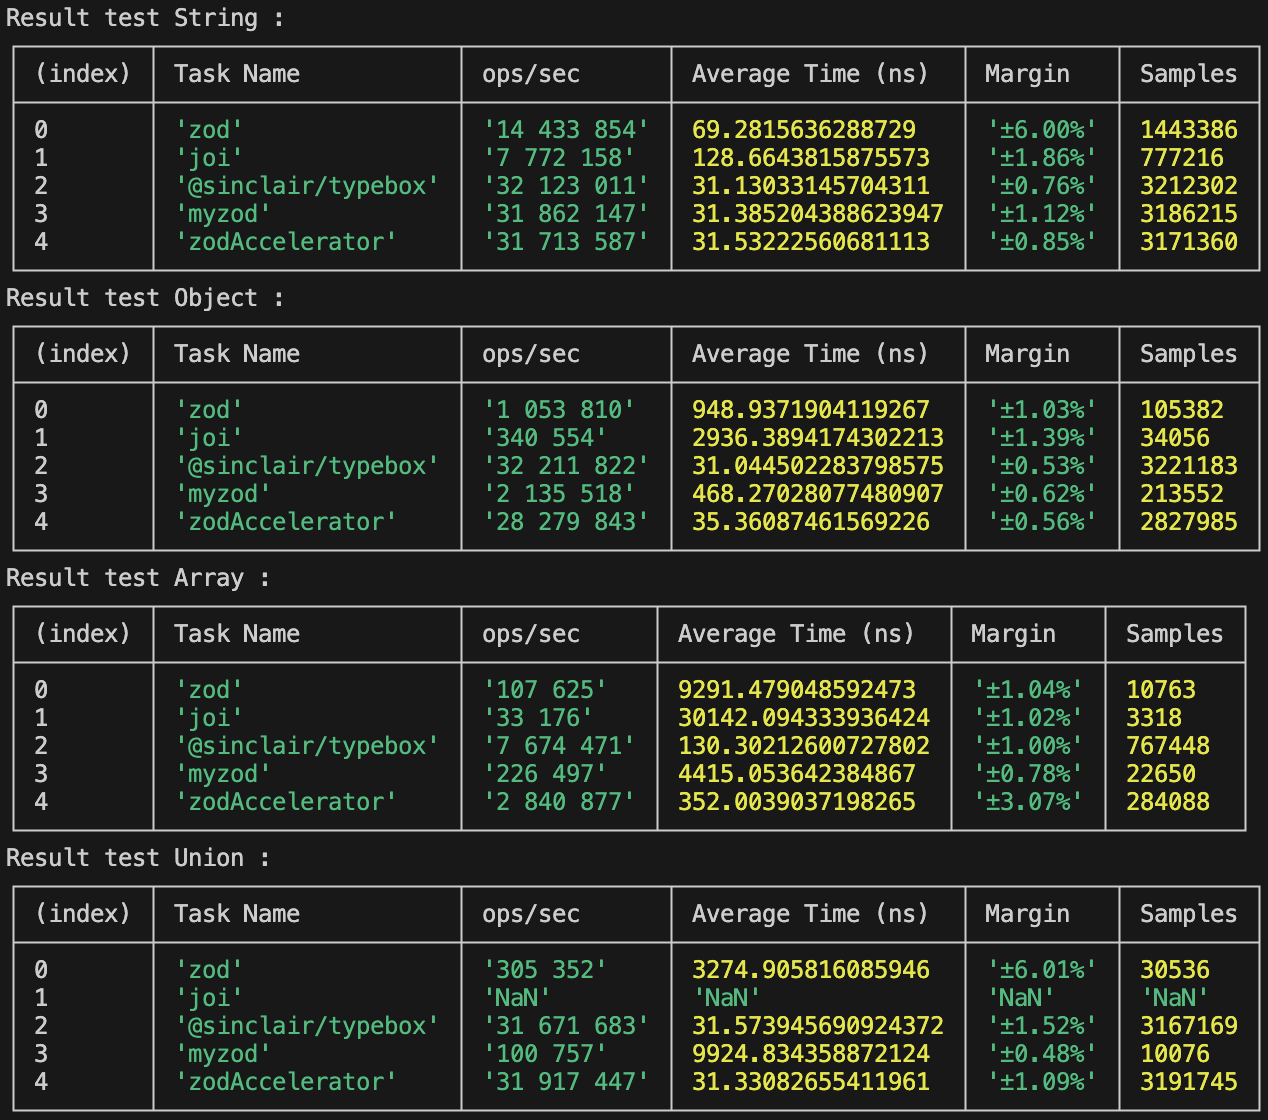 Result test String :
(index) Task Name ops/sec Average Time (ns) Margin Samples
0 'zod' '14 433 854' 69.2815636288729 '±6.00%' 1443386
1 'joi' '7 772 158' 128.6643815875573 '±1.86%' 777216
2 '@sinclair/typebox' '32 123 011' 31.13033145704311 '±0.76%' 3212302
3 'myzod' '31 862 147' 31.385204388623947 '±1.12%' 3186215
4 'zodAccelerator' '31 713 587' 31.53222560681113 '±0.85%' 3171360
Result test Object :
(index) Task Name ops/sec Average Time (ns) Margin Samples
0 'zod' '1 053 810' 948.9371904119267 '±1.03%' 105382
1 'joi' '340 554' 2936.3894174302213 '±1.39%' 34056
2 '@sinclair/typebox' '32 211 822' 31.044502283798575 '±0.53%' 3221183
3 'myzod' '2 135 518' 468.27028077480907 '±0.62%' 213552
4 'zodAccelerator' '28 279 843' 35.36087461569226 '±0.56%' 2827985
Result test Array :
(index) Task Name ops/sec Average Time (ns) Margin Samples
0 'zod' '107 625' 9291.479048592473 '±1.04%' 10763
1 'joi' '33 176' 30142.094333936424 '±1.02%' 3318
2 '@sinclair/typebox' '7 674 471' 130.30212600727802 '±1.00%' 767448
3 'myzod' '226 497' 4415.053642384867 '±0.78%' 22650
4 'zodAccelerator' '2 840 877' 352.0039037198265 '±3.07%' 284088
Result test Union :
(index) Task Name ops/sec Average Time (ns) Margin Samples
0 'zod' '305 352' 3274.905816085946 '±6.01%' 30536
1 'joi' 'NaN' 'NaN' 'NaN' 'NaN'
2 '@sinclair/typebox' '31 671 683' 31.573945690924372 '±1.52%' 3167169
3 'myzod' '100 757' 9924.834358872124 '±0.48%' 10076
4 'zodAccelerator' '31 917 447' 31.33082655411961 '±1.09%' 3191745